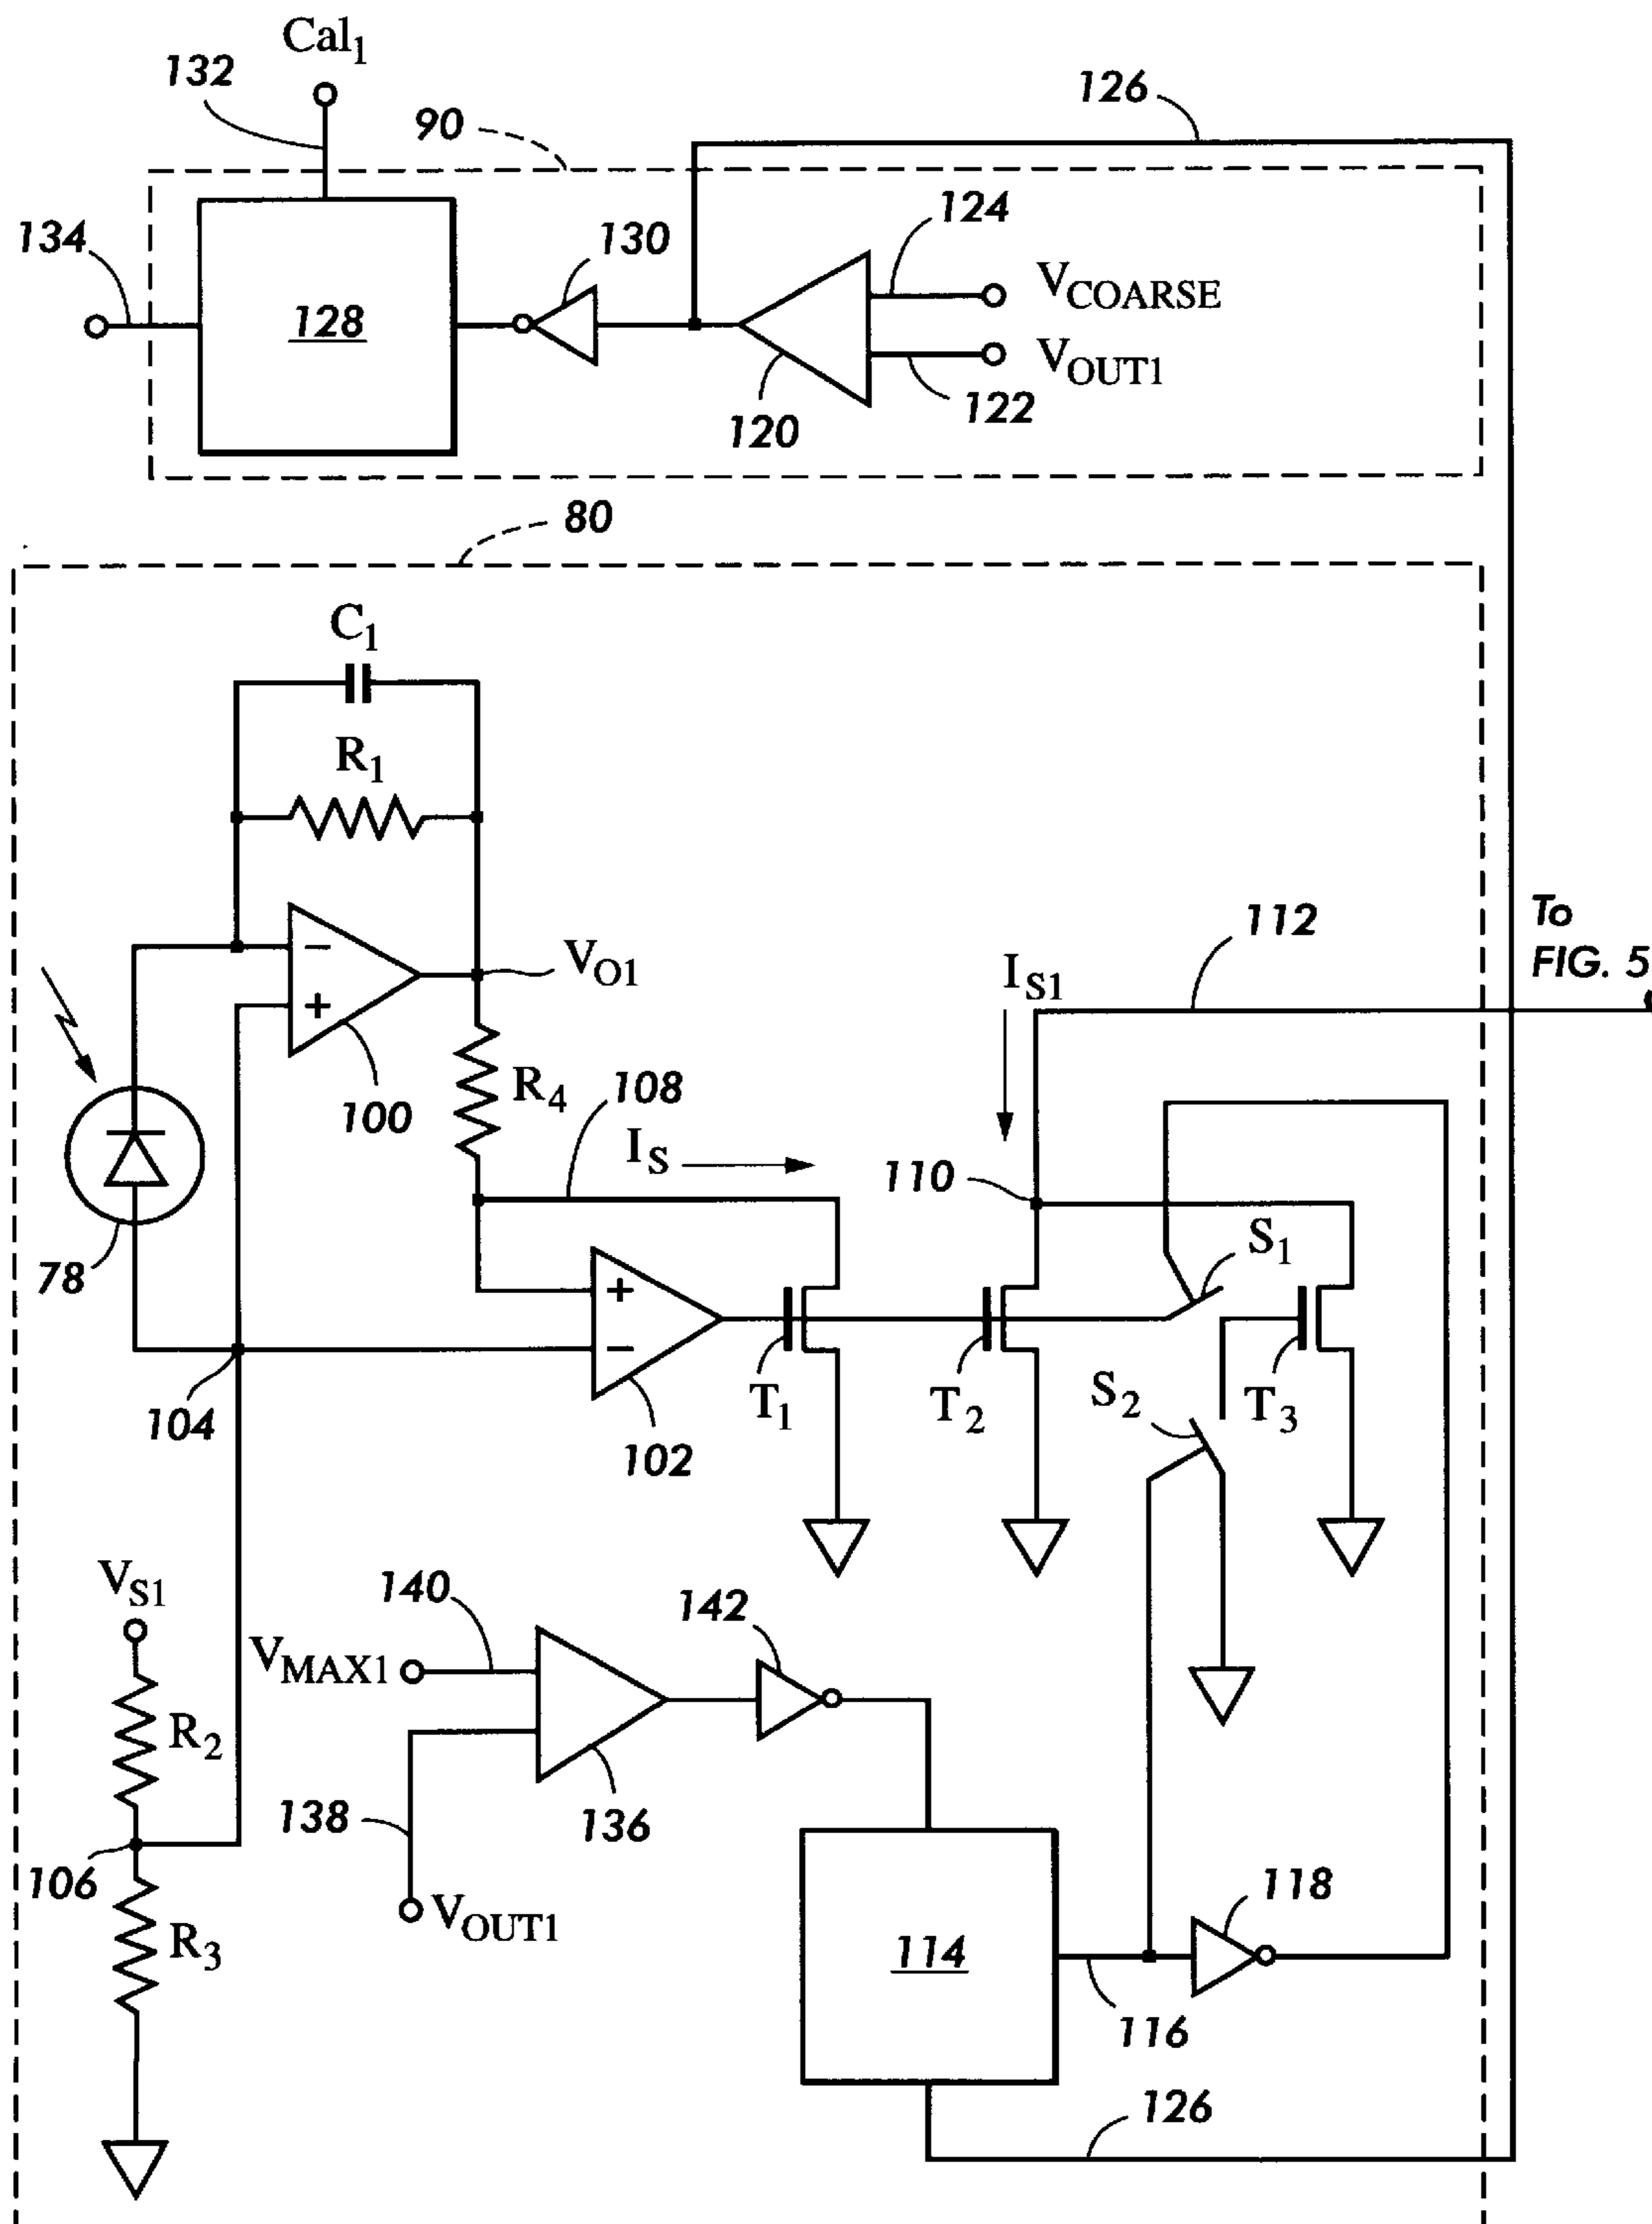 Cal1
132
126
90
124
134
130
VCOARSE
128
VOUT1
120
122
80
C1
R1
To
FIG. 5
112
VO1
IS1
100
R4
108
IS
110
78
S1
T1
T2
S2
T3
104
102
VS1
140
142
VMAX1
R2
138
136
106
VOUT1
118
R3
114
116
126